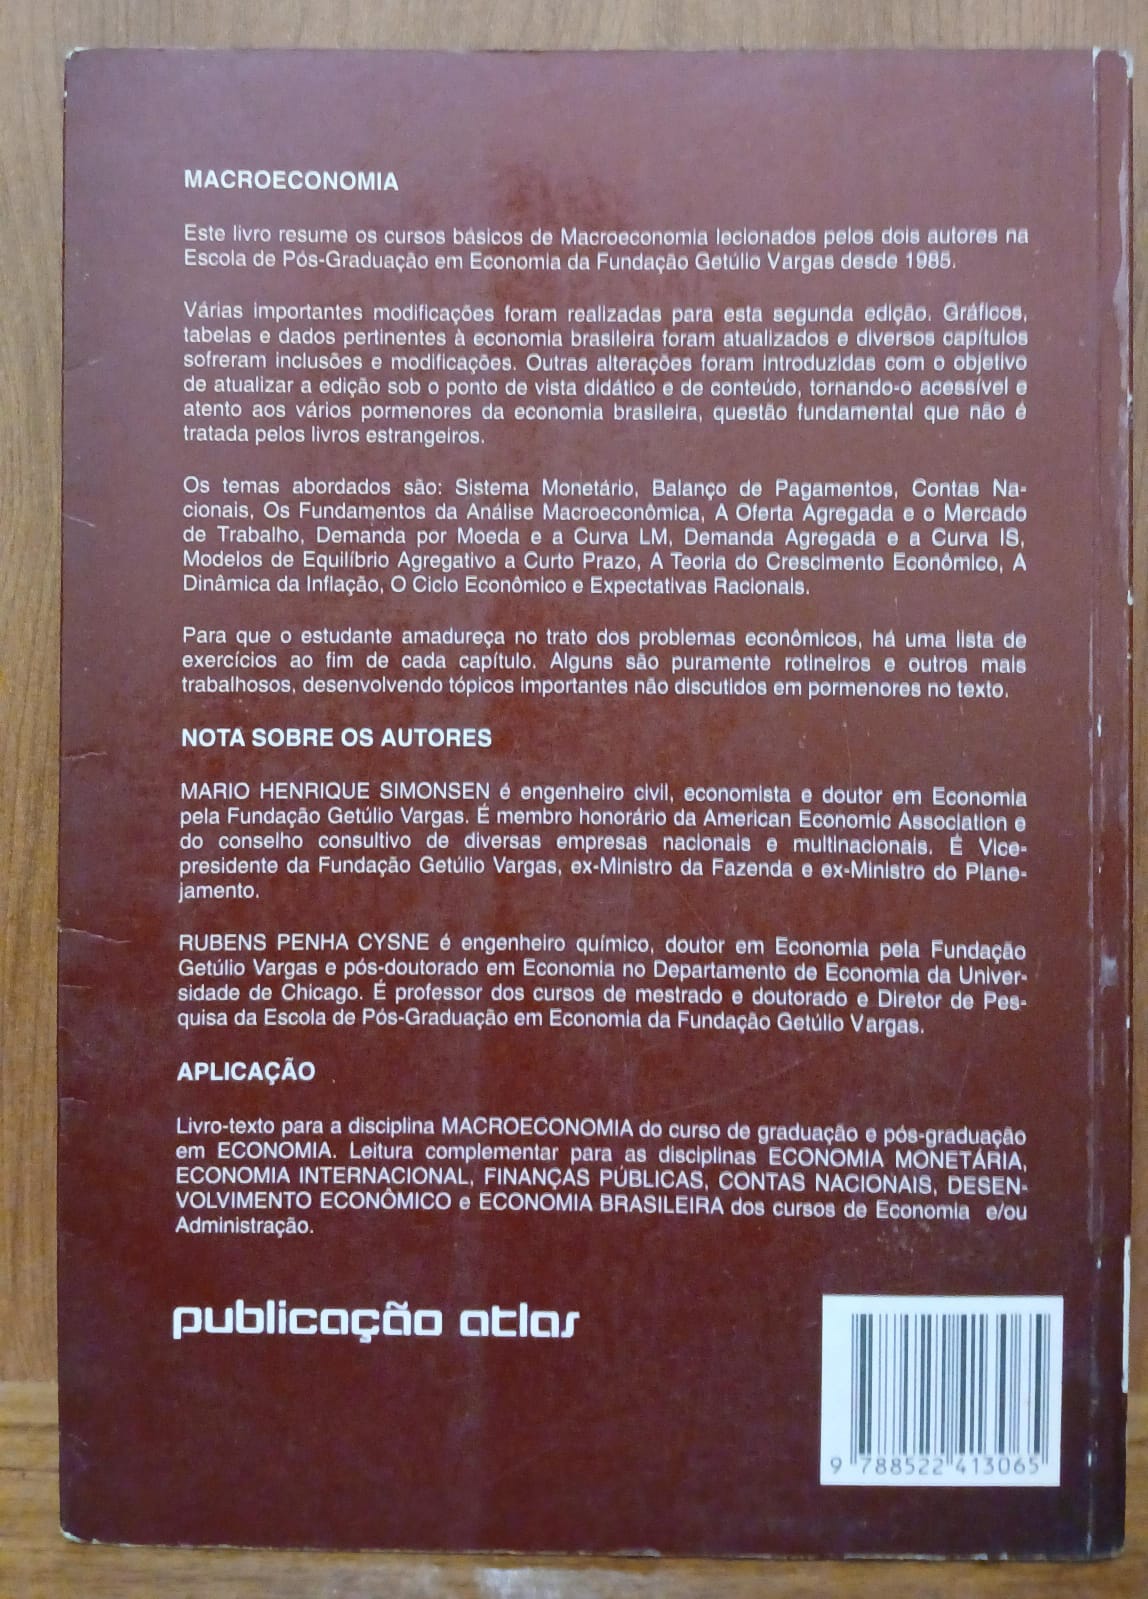 MACROECONOMIA
Este livro resume os cursos básicos de Macroeconomia lecionados pelos dois autores na
Escola de Pós-Graduação em Economia da Fundação Getúlio Vargas desde 1985.
Várias importantes modificações foram realizadas para esta segunda edição. Gráficos,
tabelas e dados pertinentes à economia brasileira foram atualizados e diversos capítulos
sofreram inclusões e modificações. Outras alterações foram introduzidas com o objetivo
de atualizar a edição sob o ponto de vista didático e de conteúdo, tornando-o acessível e
atento aos vários pormenores da economia brasileira, questão fundamental que não é
tratada pelos livros estrangeiros.
Os temas abordados são: Sistema Monetário, Balanço de Pagamentos, Contas Na-
cionais, Os Fundamentos da Análise Macroeconômica, A Oferta Agregada e o Mercado
de Trabalho, Demanda por Moeda e a Curva LM, Demanda Agregada e a Curva IS,
Modelos de Equilíbrio Agregativo a Curto Prazo, A Teoria do Crescimento Econômico, A
Dinâmica da Inflação, O Ciclo Econômico e Expectativas Racionais.
Para que o estudante amadureça no trato dos problemas econômicos, há uma lista de
exercícios ao fim de cada capítulo. Alguns são puramente rotineiros e outros mais
trabalhosos, desenvolvendo tópicos importantes não discutidos em pormenores no texto.
NOTA SOBRE OS AUTORES
MARIO HENRIQUE SIMONSEN é engenheiro civil, economista e doutor em Economia
pela Fundação Getúlio Vargas. É membro honorário da American Economic Association e
do conselho consultivo de diversas empresas nacionais e multinacionais. É Vice-
presidente da Fundação Getúlio Vargas, ex-Ministro da Fazenda e ex-Ministro do Plane-
jamento.
RUBENS PENHA CYSNE é engenheiro químico, doutor em Economia pela Fundação
Getúlio Vargas e pós-doutorado em Economia no Departamento de Economia da Univer-
sidade de Chicago. É professor dos cursos de mestrado e doutorado e Diretor de Pes-
quisa da Escola de Pós-Graduação em Economia da Fundação Getúlio Vargas.
APLICAÇÃO
Livro-texto para a disciplina MACROECONOMIA do curso de graduação e pós-graduação
em ECONOMIA. Leitura complementar para as disciplinas ECONOMIA MONETÁRIA,
ECONOMIA INTERNACIONAL, FINANÇAS PÚBLICAS, CONTAS NACIONAIS, DESEN-
VOLVIMENTO ECONÔMICO e ECONOMIA BRASILEIRA dos cursos de Economia e/ou
Administração.
publicação atlas
9 788522 413065